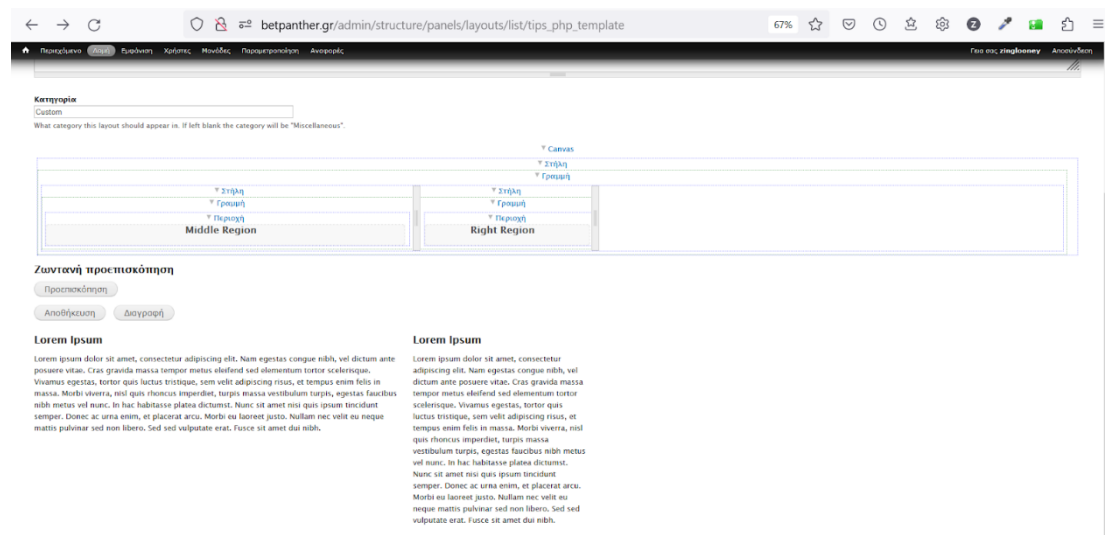 betpanther.gr/admin/structure/panels/layouts/list/tips_php_template
67%
Περιεχόμενο Δομή Εμφάνιση Χρήστες Μονάδες Παραμετροποίηση Αναφορές
Γεια σας zinglooney Αποσύνδεση
Κατηγορία
Custom
What category this layout should appear in. If left blank the category will be "Miscellaneous".
Canvas
Στήλη
Γραμμή
Στήλη Στήλη
Γραμμή Γραμμή
Περιοχή Περιοχή
Middle Region Right Region
Ζωντανή προεπισκόπηση
Προεπισκόπηση
Αποθήκευση Διαγραφή
Lorem Ipsum
Lorem ipsum dolor sit amet, consectetur adipiscing elit. Nam egestas congue nibh, vel dictum ante
posuere vitae. Cras gravida massa tempor metus eleifend sed elementum tortor scelerisque.
Vivamus egestas, tortor quis luctus tristique, sem velit adipiscing risus, et tempus enim felis in
massa. Morbi viverra, nisl quis rhoncus imperdiet, turpis massa vestibulum turpis, egestas faucibus
nibh metus vel nunc. In hac habitasse platea dictumst. Nunc sit amet nisi quis ipsum tincidunt
semper. Donec ac urna enim, et placerat arcu. Morbi eu laoreet justo. Nullam nec velit eu neque
mattis pulvinar sed non libero. Sed sed vulputate erat. Fusce sit amet dui nibh.
Lorem Ipsum
Lorem ipsum dolor sit amet, consectetur
adipiscing elit. Nam egestas congue nibh, vel
dictum ante posuere vitae. Cras gravida massa
tempor metus eleifend sed elementum tortor
scelerisque. Vivamus egestas, tortor quis
luctus tristique, sem velit adipiscing risus, et
tempus enim felis in massa. Morbi viverra, nisl
quis rhoncus imperdiet, turpis massa
vestibulum turpis, egestas faucibus nibh metus
vel nunc. In hac habitasse platea dictumst.
Nunc sit amet nisi quis ipsum tincidunt
semper. Donec ac urna enim, et placerat arcu.
Morbi eu laoreet justo. Nullam nec velit eu
neque mattis pulvinar sed non libero. Sed sed
vulputate erat. Fusce sit amet dui nibh.